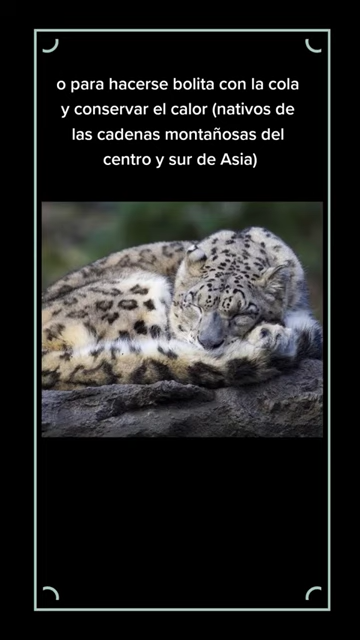 o para hacerse bolita con la cola
y conservar el calor (nativos de
las cadenas montañosas del
centro y sur de Asia)